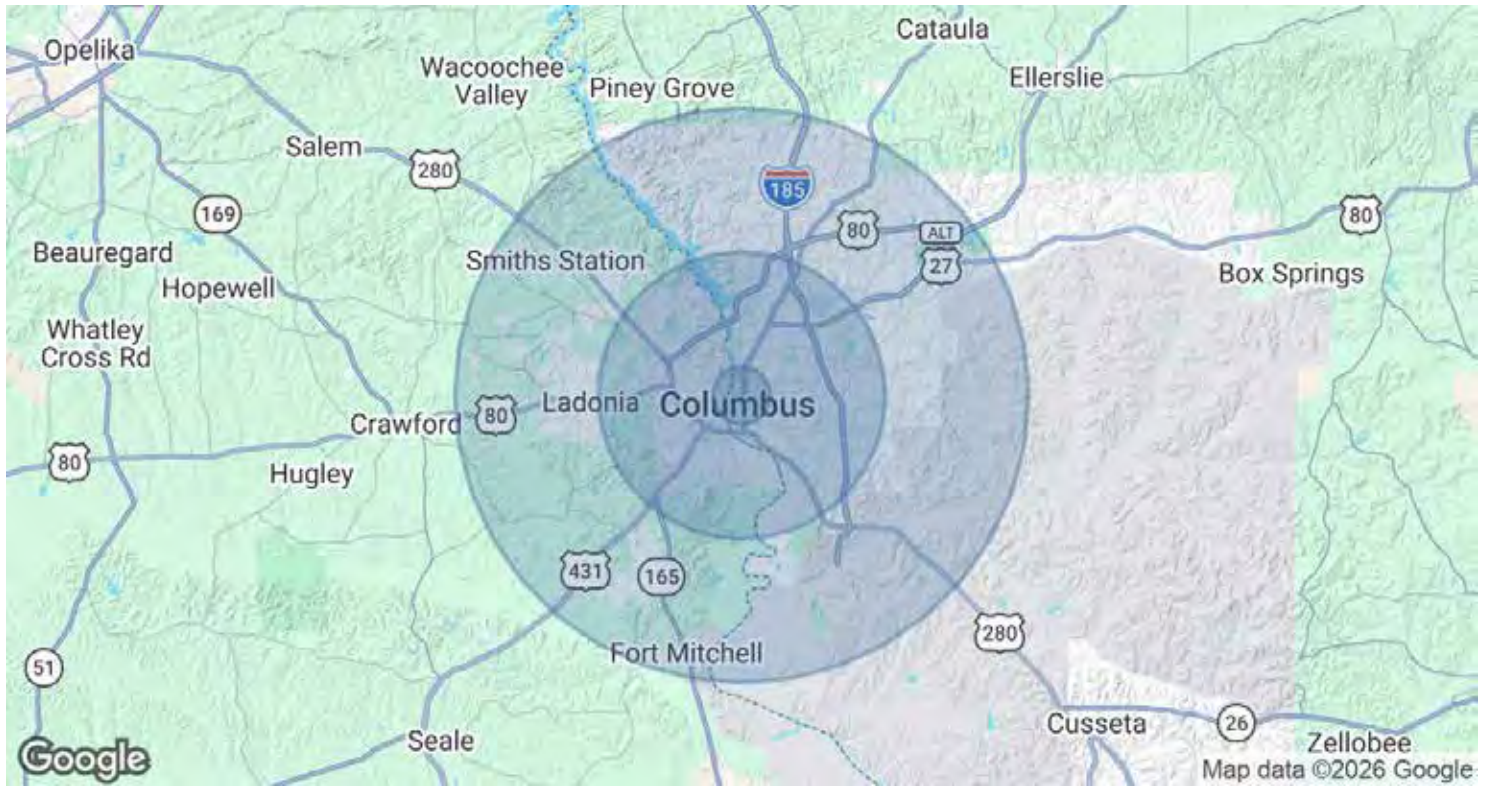 Cataula
Opelika
Wacoochee
Valley
Piney Grove
Ellerslie
Salem
280
185
169
80
80
ALT
27
Beauregard
Smiths Station
Box Springs
Hopewell
Whatley
Cross Rd
Ladonia
Columbus
80
Crawford
80
Hugley
431
165
280
Fort Mitchell
51
Cusseta
26
Seale
Zellobee
Google
Map data ©2026 Google